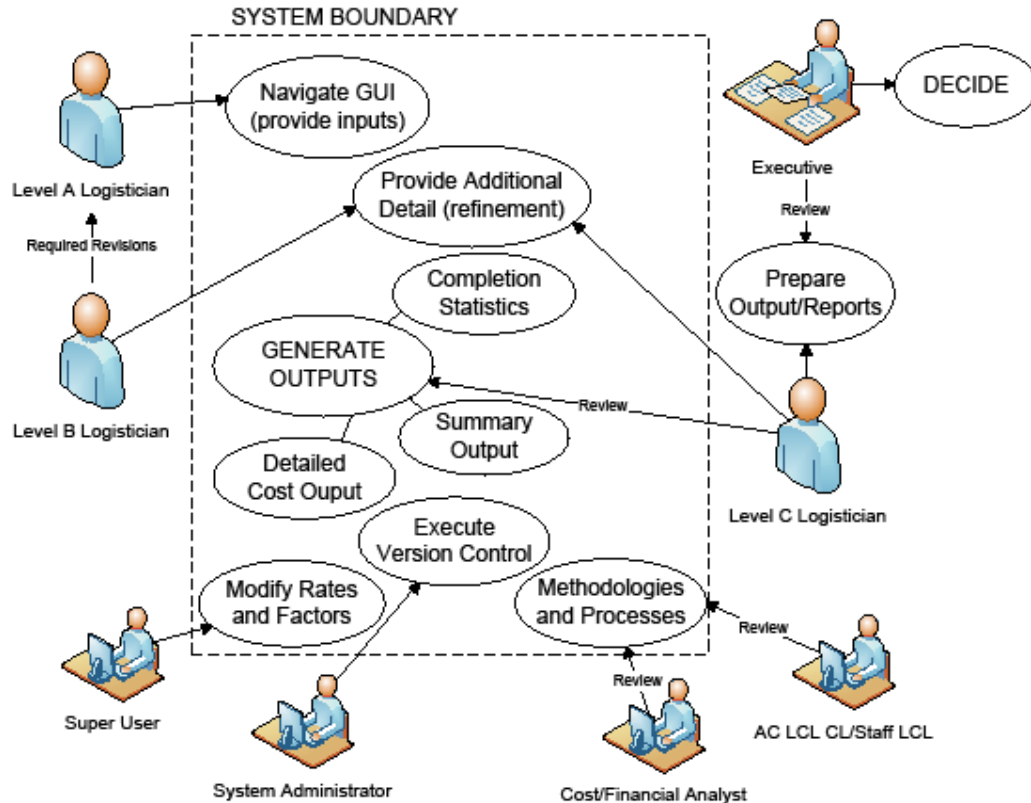 SYSTEM BOUNDARY
Navigate GUI
(provide inputs)
DECIDE
Level A Logistician
Executive
Provide Additional
Detail (refinement)
Review
Required Revisions
Completion
Statistics
Prepare
Output/Reports
GENERATE
OUTPUTS
Review
Level B Logistician
Summary
Output
Detailed
Cost Ouput
Level C Logistician
Execute
Version Control
Modify Rates
and Factors
Methodologies
and Processes
Review
Review
Super User
AC LCL CL/Staff LCL
System Administrator
Cost/Financial Analyst